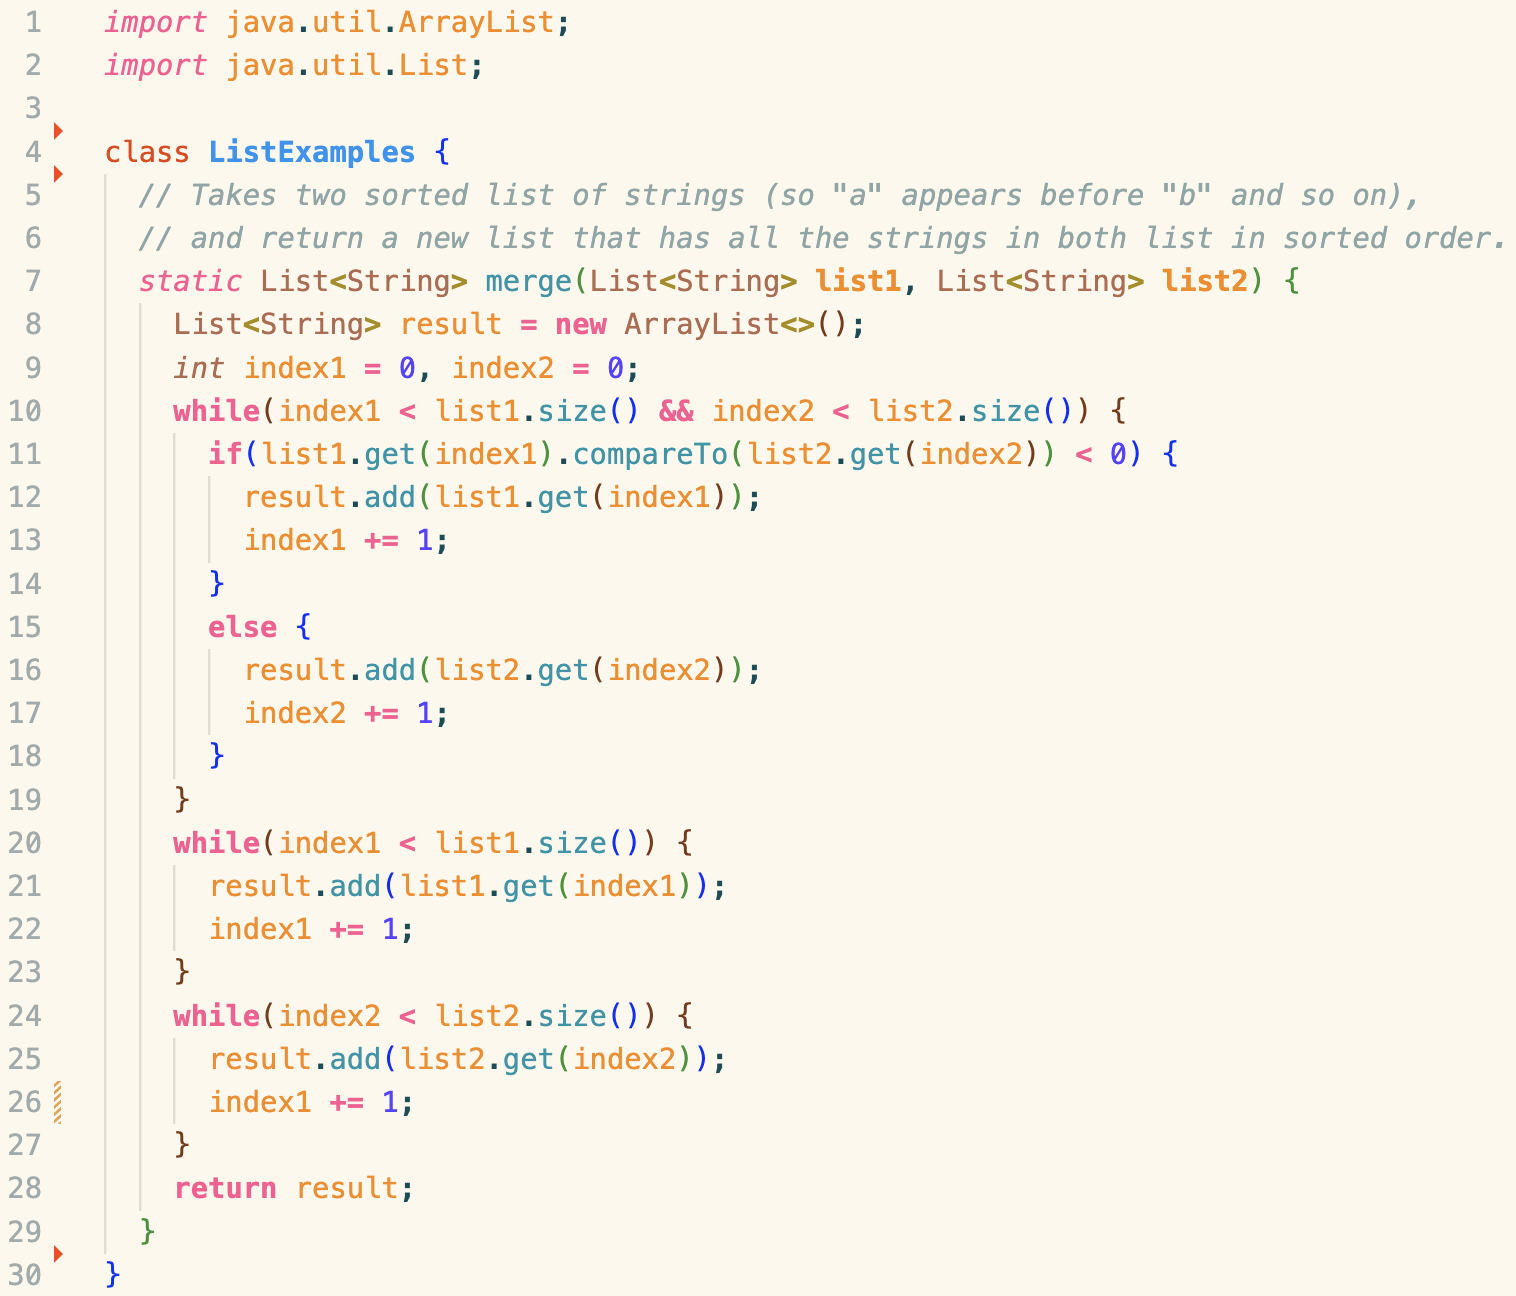 1 import java.util.ArrayList;
2 import java.util.List;
3
4 class ListExamples {
5   // Takes two sorted list of strings (so "a" appears before "b" and so on),
6   // and return a new list that has all the strings in both list in sorted order.
7   static List<String> merge(List<String> list1, List<String> list2) {
8     List<String> result = new ArrayList<>();
9     int index1 = 0, index2 = 0;
10     while(index1 < list1.size() && index2 < list2.size()) {
11       if(list1.get(index1).compareTo(list2.get(index2)) < 0) {
12         result.add(list1.get(index1));
13         index1 += 1;
14       }
15       else {
16         result.add(list2.get(index2));
17         index2 += 1;
18       }
19     }
20     while(index1 < list1.size()) {
21       result.add(list1.get(index1));
22       index1 += 1;
23     }
24     while(index2 < list2.size()) {
25       result.add(list2.get(index2));
26       index1 += 1;
27     }
28     return result;
29   }
30 }